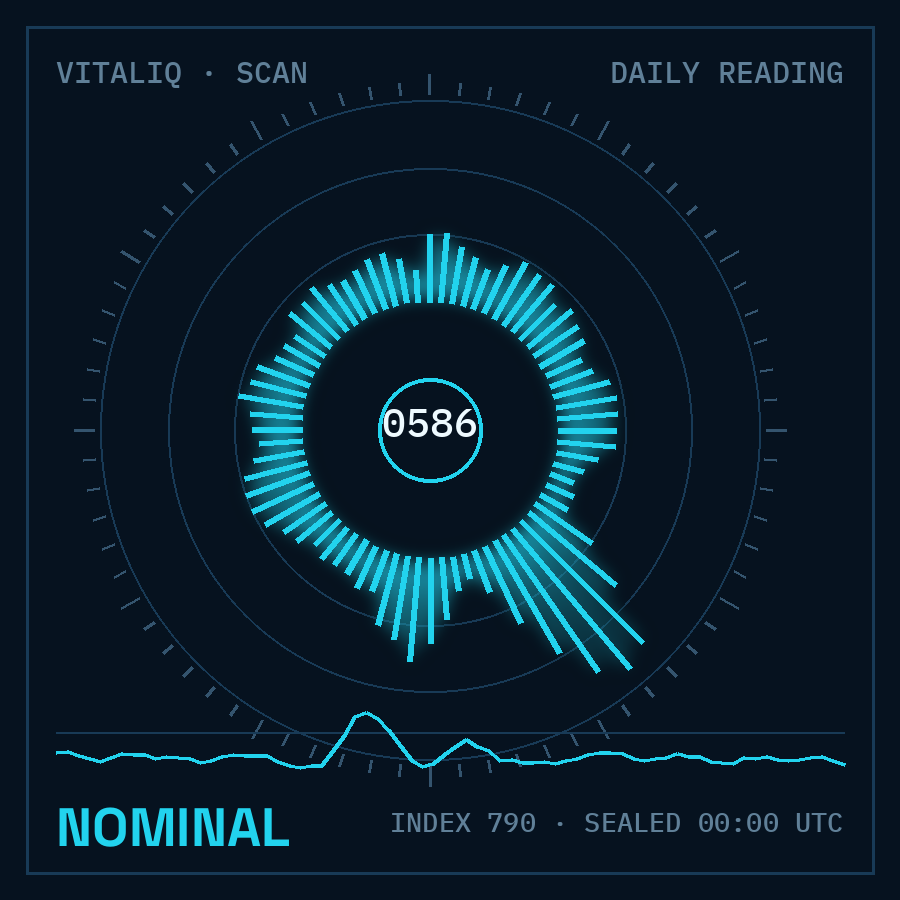 VITALIQ · SCAN
DAILY READING
0586
NOMINAL
INDEX 790 · SEALED 00:00 UTC